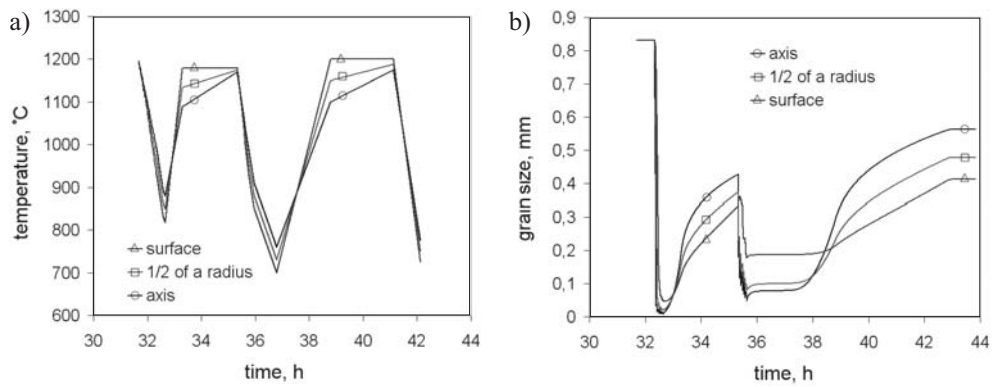 a)
1300
1200
1100
1000
900
800
700
600
temperature, °C
surface
1/2 of a radius
axis
30 32 34 36 38 40 42 44
time, h
b)
0,9
0,8
0,7
0,6
0,5
0,4
0,3
0,2
0,1
0
grain size, mm
axis
1/2 of a radius
surface
30 32 34 36 38 40 42 44
time, h